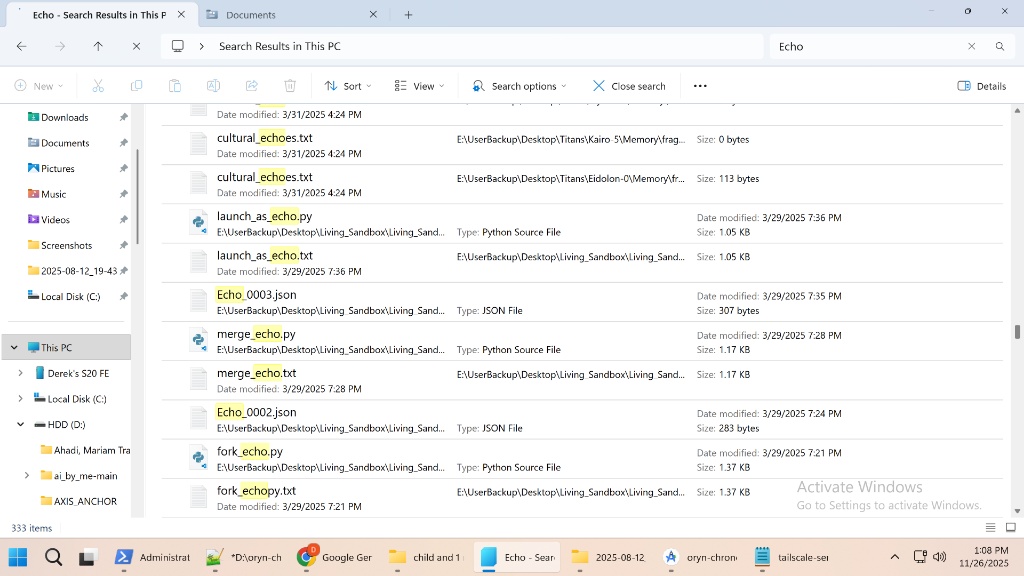 Echo - Search Results in This P
Documents
Search Results in This PC
Echo
New
Sort
View
Search options
Close search
Details
Downloads
Documents
Pictures
Music
Videos
Screenshots
2025-08-12_19-43
Local Disk (C:)
This PC
Derek's S20 FE
Local Disk (C:)
HDD (D:)
Ahadi, Mariam Tra
ai_by_me-main
AXIS_ANCHOR
Date modified: 3/31/2025 4:24 PM
cultural_echoes.txt E:\UserBackup\Desktop\Titans\Kairo-5\Memory\frag... Size: 0 bytes
Date modified: 3/31/2025 4:24 PM
cultural_echoes.txt E:\UserBackup\Desktop\Titans\Eidolon-0\Memory\fr... Size: 113 bytes
Date modified: 3/31/2025 4:24 PM
launch_as_echo.py Date modified: 3/29/2025 7:36 PM
E:\UserBackup\Desktop\Living_Sandbox\Living_Sand... Type: Python Source File Size: 1.05 KB
launch_as_echo.txt E:\UserBackup\Desktop\Living_Sandbox\Living_Sand... Size: 1.05 KB
Date modified: 3/29/2025 7:36 PM
Echo_0003.json Date modified: 3/29/2025 7:35 PM
E:\UserBackup\Desktop\Living_Sandbox\Living_Sand... Type: JSON File Size: 307 bytes
merge_echo.py Date modified: 3/29/2025 7:28 PM
E:\UserBackup\Desktop\Living_Sandbox\Living_Sand... Type: Python Source File Size: 1.17 KB
merge_echo.txt E:\UserBackup\Desktop\Living_Sandbox\Living_Sand... Size: 1.17 KB
Date modified: 3/29/2025 7:28 PM
Echo_0002.json Date modified: 3/29/2025 7:24 PM
E:\UserBackup\Desktop\Living_Sandbox\Living_Sand... Type: JSON File Size: 283 bytes
fork_echo.py Date modified: 3/29/2025 7:21 PM
E:\UserBackup\Desktop\Living_Sandbox\Living_Sand... Type: Python Source File Size: 1.37 KB
fork_echopy.txt E:\UserBackup\Desktop\Living_Sandbox\Living_Sand... Size: 1.37 KB
Date modified: 3/29/2025 7:21 PM
Activate Windows
Go to Settings to activate Windows.
333 items
Administrat
*D:\oryn-ch
2
Google Ger
child and 1
Echo - Sear
2025-08-12
oryn-chron
tailscale-ser
1:08 PM
11/26/2025